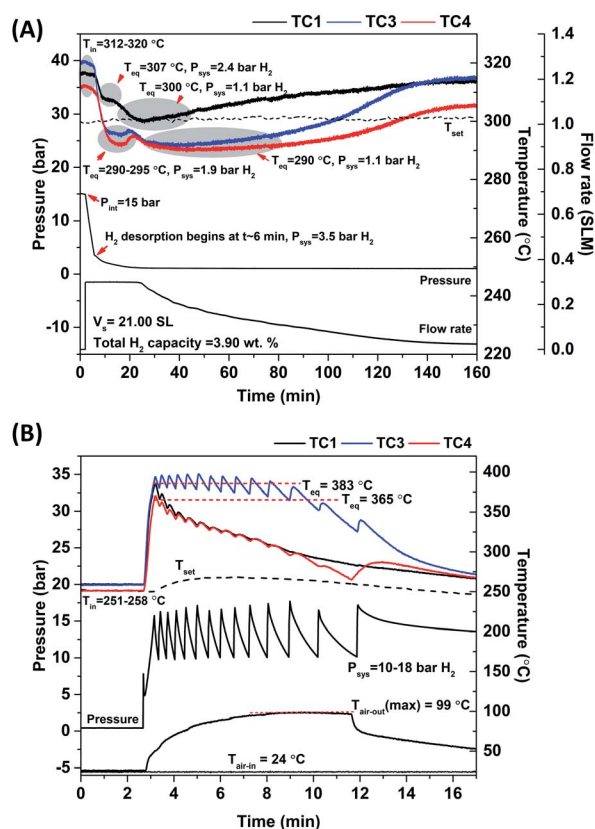 (A)
TC1 TC3 TC4
Tin=312-320 °C
Teq=307 °C, Psys=2.4 bar H2
Teq=300 °C, Psys=1.1 bar H2
Tset
Teq=290 °C, Psys=1.1 bar H2
Teq=290-295 °C, Psys=1.9 bar H2
Pint=15 bar
H2 desorption begins at t~6 min, Psys=3.5 bar H2
Pressure
Vs= 21.00 SL
Flow rate
Total H2 capacity =3.90 wt. %
40
30
20
10
0
-10
Pressure (bar)
320
300
280
260
240
220
Temperature (°C)
1.4
1.2
1.0
0.8
0.6
0.4
0.2
0.0
Flow rate (SLM)
0 20 40 60 80 100 120 140 160
Time (min)
(B)
TC1 TC3 TC4
Teq = 383 °C
Teq = 365 °C
Tset
Tin=251-258 °C
Psys=10-18 bar H2
Pressure
Tair-out(max) = 99 °C
Tair-in = 24 °C
35
30
25
20
15
10
5
0
-5
Pressure (bar)
400
350
300
250
200
150
100
50
Temperature (°C)
0 2 4 6 8 10 12 14 16
Time (min)